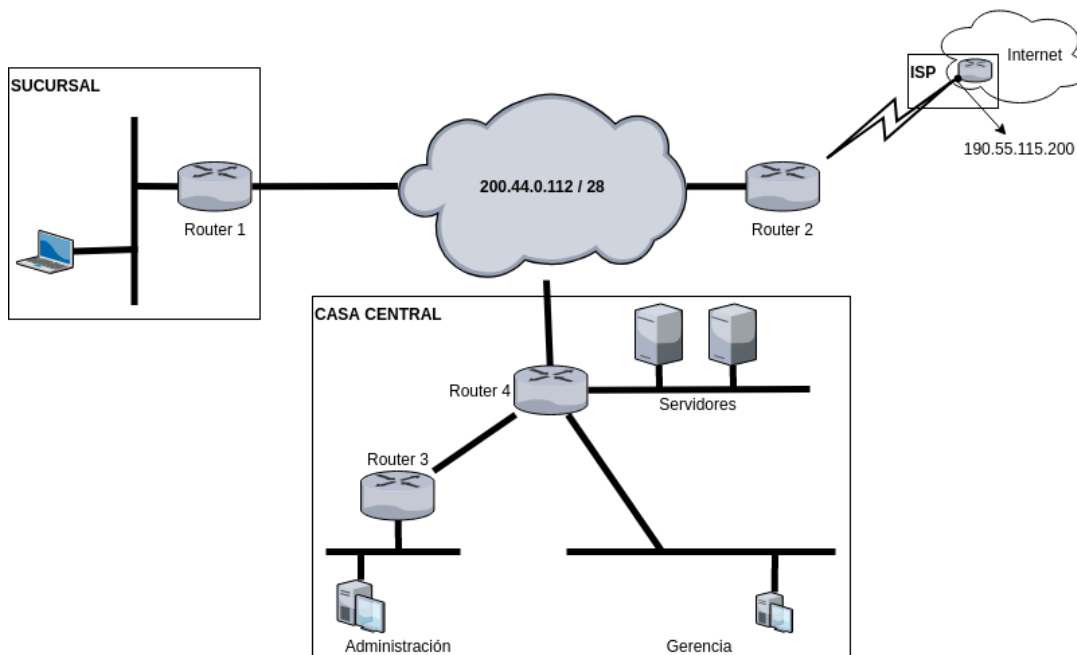 Internet
ISP
SUCURSAL
190.55.115.200
200.44.0.112 / 28
Router 1
Router 2
CASA CENTRAL
Router 4
Servidores
Router 3
Administración
Gerencia